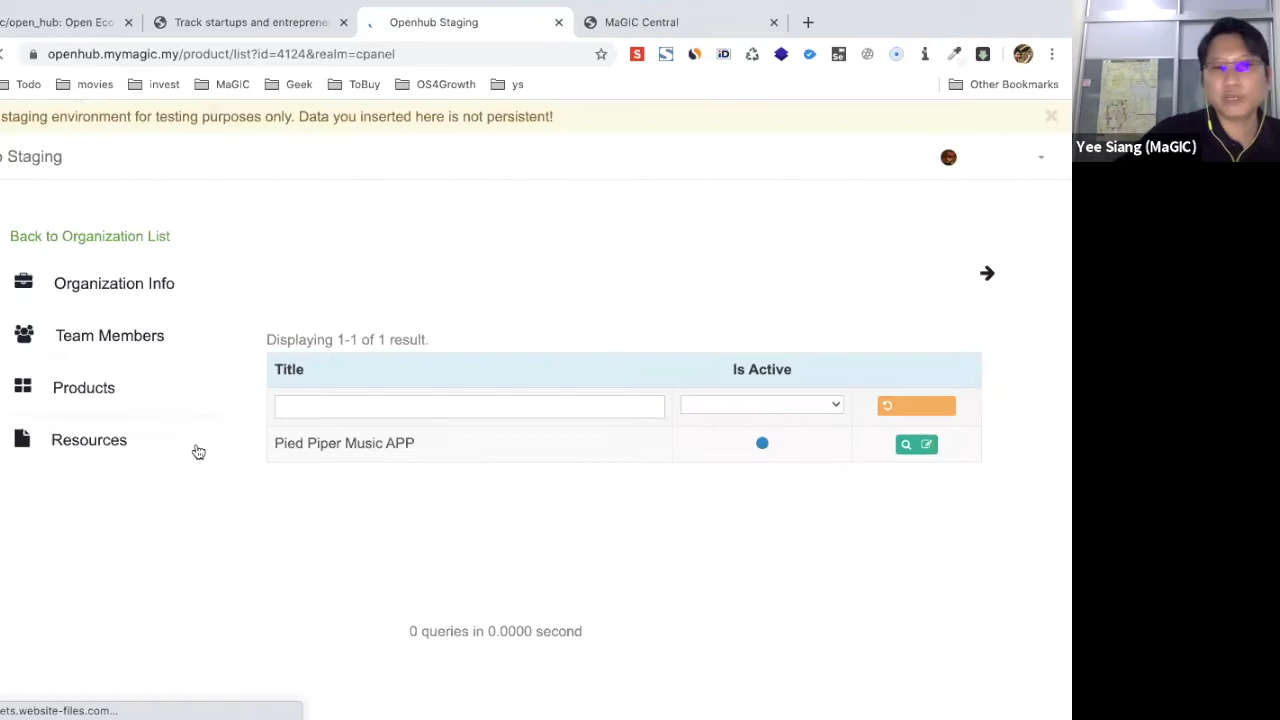 c/open_hub: Open Eco
Track startups and entreprene
Openhub Staging
MaGIC Central
openhub.mymagic.my/product/list?id=4124&realm=cpanel
Todo
movies
invest
MaGIC
Geek
ToBuy
OS4Growth
ys
Other Bookmarks
staging environment for testing purposes only. Data you inserted here is not persistent!
Staging
Yee Siang (MaGIC)
Back to Organization List
Organization Info
Team Members
Products
Resources
Displaying 1-1 of 1 result.
Title Is Active
Pied Piper Music APP
0 queries in 0.0000 second
ets.website-files.com...